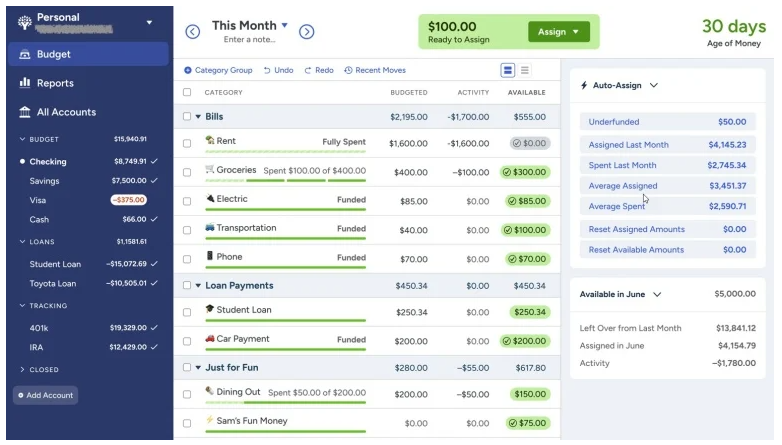 Personal
Budget
Reports
All Accounts
BUDGET $15,940.91
Checking $8,749.91
Savings $7,500.00
Visa –$375.00
Cash $66.00
LOANS $1,1581.61
Student Loan –$15,072.69
Toyota Loan –$10,505.01
TRACKING
401k $19,329.00
IRA $12,429.00
CLOSED
Add Account
This Month
Enter a note...
$100.00
Ready to Assign
Assign
30 days
Age of Money
Category Group Undo Redo Recent Moves
CATEGORY BUDGETED ACTIVITY AVAILABLE
Bills $2,195.00 -$1,700.00 $555.00
Rent Fully Spent $1,600.00 -$1,600.00 $0.00
Groceries Spent $100.00 of $400.00 $400.00 –$100.00 $300.00
Electric Funded $85.00 $0.00 $85.00
Transportation Funded $40.00 $0.00 $100.00
Phone Funded $70.00 $0.00 $70.00
Loan Payments $450.34 $0.00 $450.34
Student Loan $250.34 $0.00 $250.34
Car Payment Funded $200.00 $0.00 $200.00
Just for Fun $280.00 –$55.00 $617.80
Dining Out Spent $50.00 of $200.00 $200.00 –$50.00 $150.00
Sam's Fun Money $0.00 $0.00 $75.00
Auto-Assign
Underfunded $50.00
Assigned Last Month $4,145.23
Spent Last Month $2,745.34
Average Assigned $3,451.37
Average Spent $2,590.71
Reset Assigned Amounts $0.00
Reset Available Amounts $0.00
Available in June $5,000.00
Left Over from Last Month $13,841.12
Assigned in June $4,154.79
Activity –$1,780.00